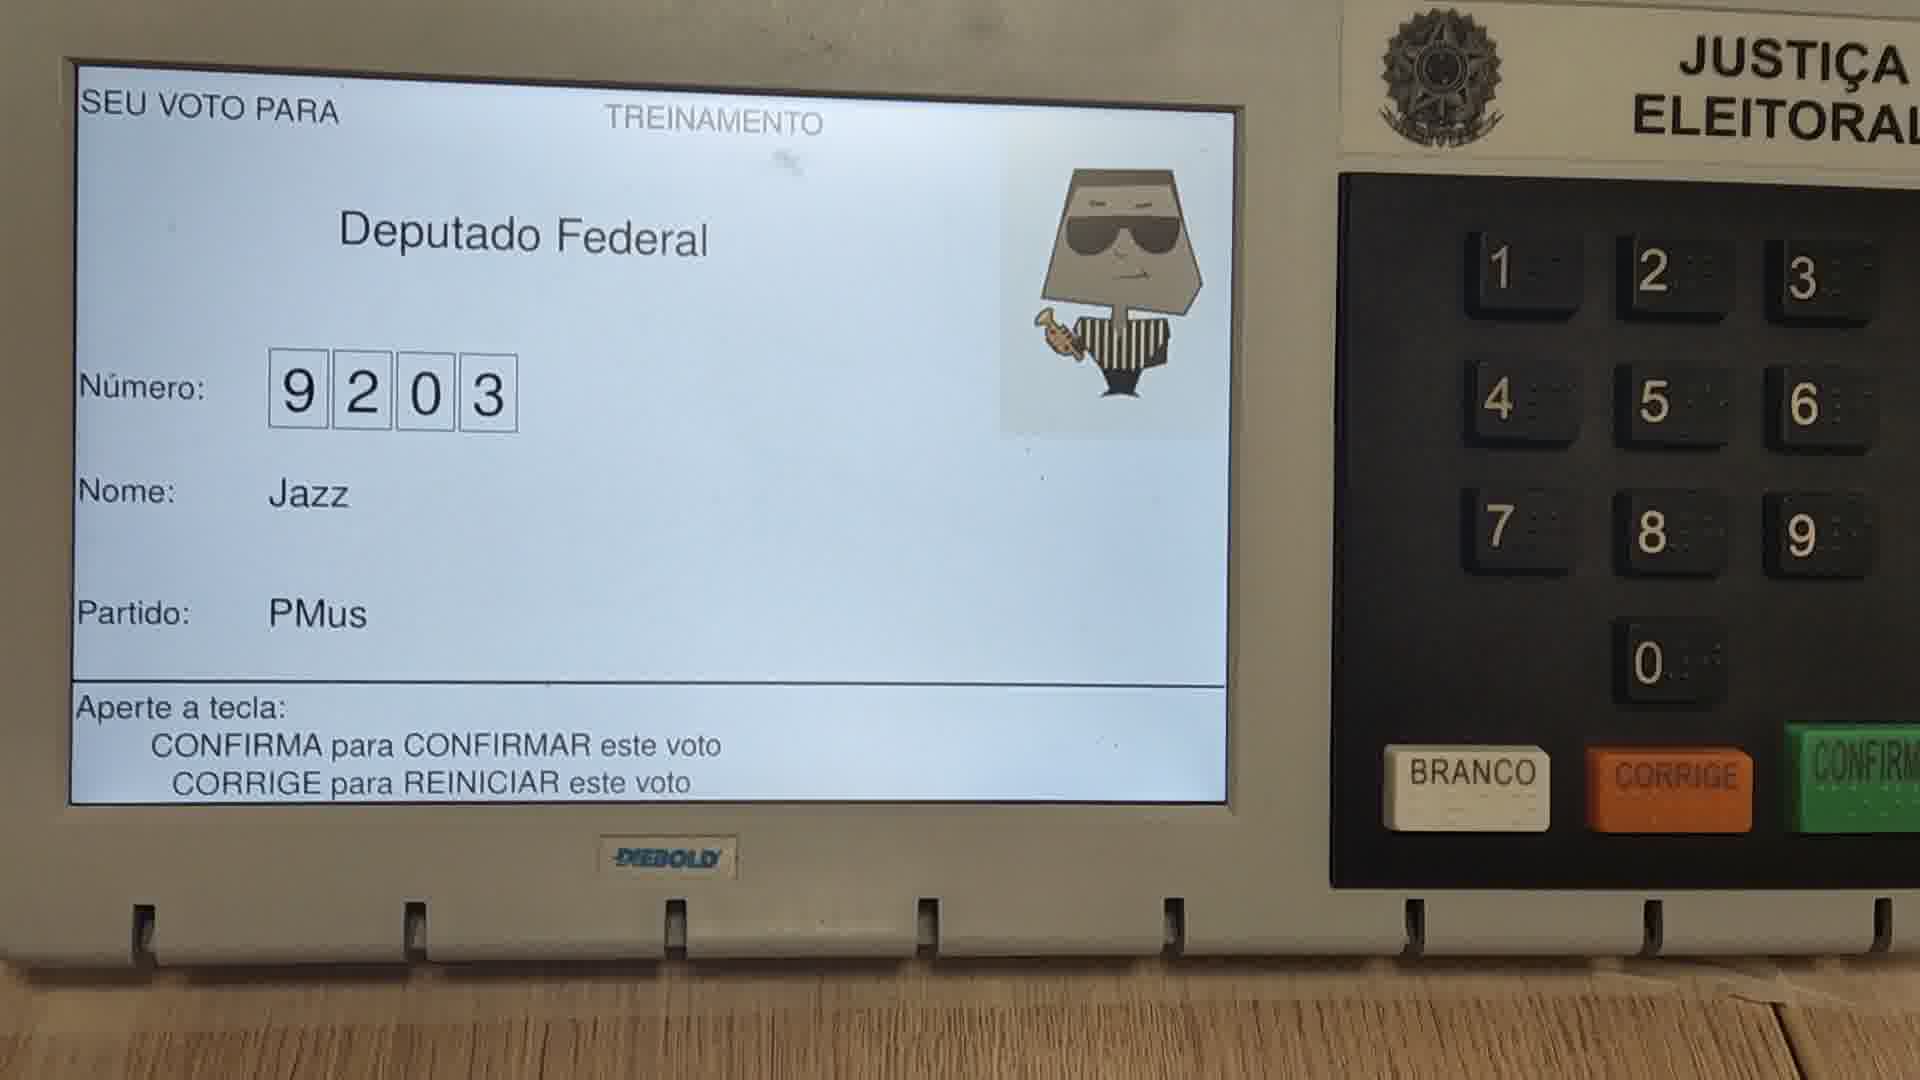 SEU VOTO PARA
TREINAMENTO
Deputado Federal
Número: 9 2 0 3
Nome: Jazz
Partido: PMus
Aperte a tecla:
CONFIRMA para CONFIRMAR este voto
CORRIGE para REINICIAR este voto
DIEBOLD
JUSTIÇA
ELEITORAL
1 2 3
4 5 6
7 8 9
0
BRANCO CORRIGE CONFIRM